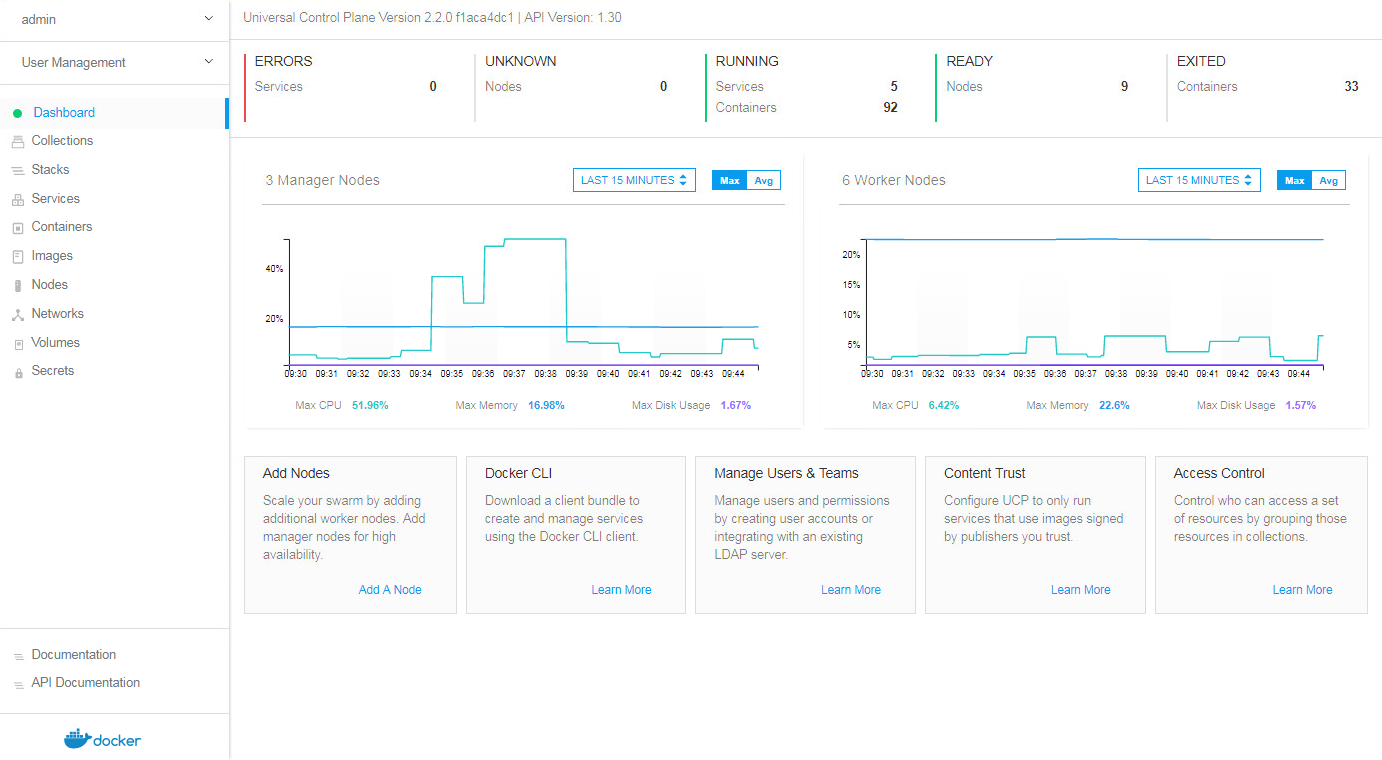 admin
User Management
Dashboard
Collections
Stacks
Services
Containers
Images
Nodes
Networks
Volumes
Secrets
Documentation
API Documentation
docker
Universal Control Plane Version 2.2.0 f1aca4dc1 | API Version: 1.30
ERRORS
Services 0
UNKNOWN
Nodes 0
RUNNING
Services 5
Containers 92
READY
Nodes 9
EXITED
Containers 33
3 Manager Nodes LAST 15 MINUTES Max Avg
40%
20%
09:30 09:31 09:32 09:33 09:34 09:35 09:36 09:37 09:38 09:39 09:40 09:41 09:42 09:43 09:44
Max CPU 51.96% Max Memory 16.98% Max Disk Usage 1.67%
6 Worker Nodes LAST 15 MINUTES Max Avg
20%
15%
10%
5%
09:30 09:31 09:32 09:33 09:34 09:35 09:36 09:37 09:38 09:39 09:40 09:41 09:42 09:43 09:44
Max CPU 6.42% Max Memory 22.6% Max Disk Usage 1.57%
Add Nodes
Scale your swarm by adding
additional worker nodes. Add
manager nodes for high
availability.
Add A Node
Docker CLI
Download a client bundle to
create and manage services
using the Docker CLI client.
Learn More
Manage Users & Teams
Manage users and permissions
by creating user accounts or
integrating with an existing
LDAP server.
Learn More
Content Trust
Configure UCP to only run
services that use images signed
by publishers you trust.
Learn More
Access Control
Control who can access a set
of resources by grouping those
resources in collections.
Learn More